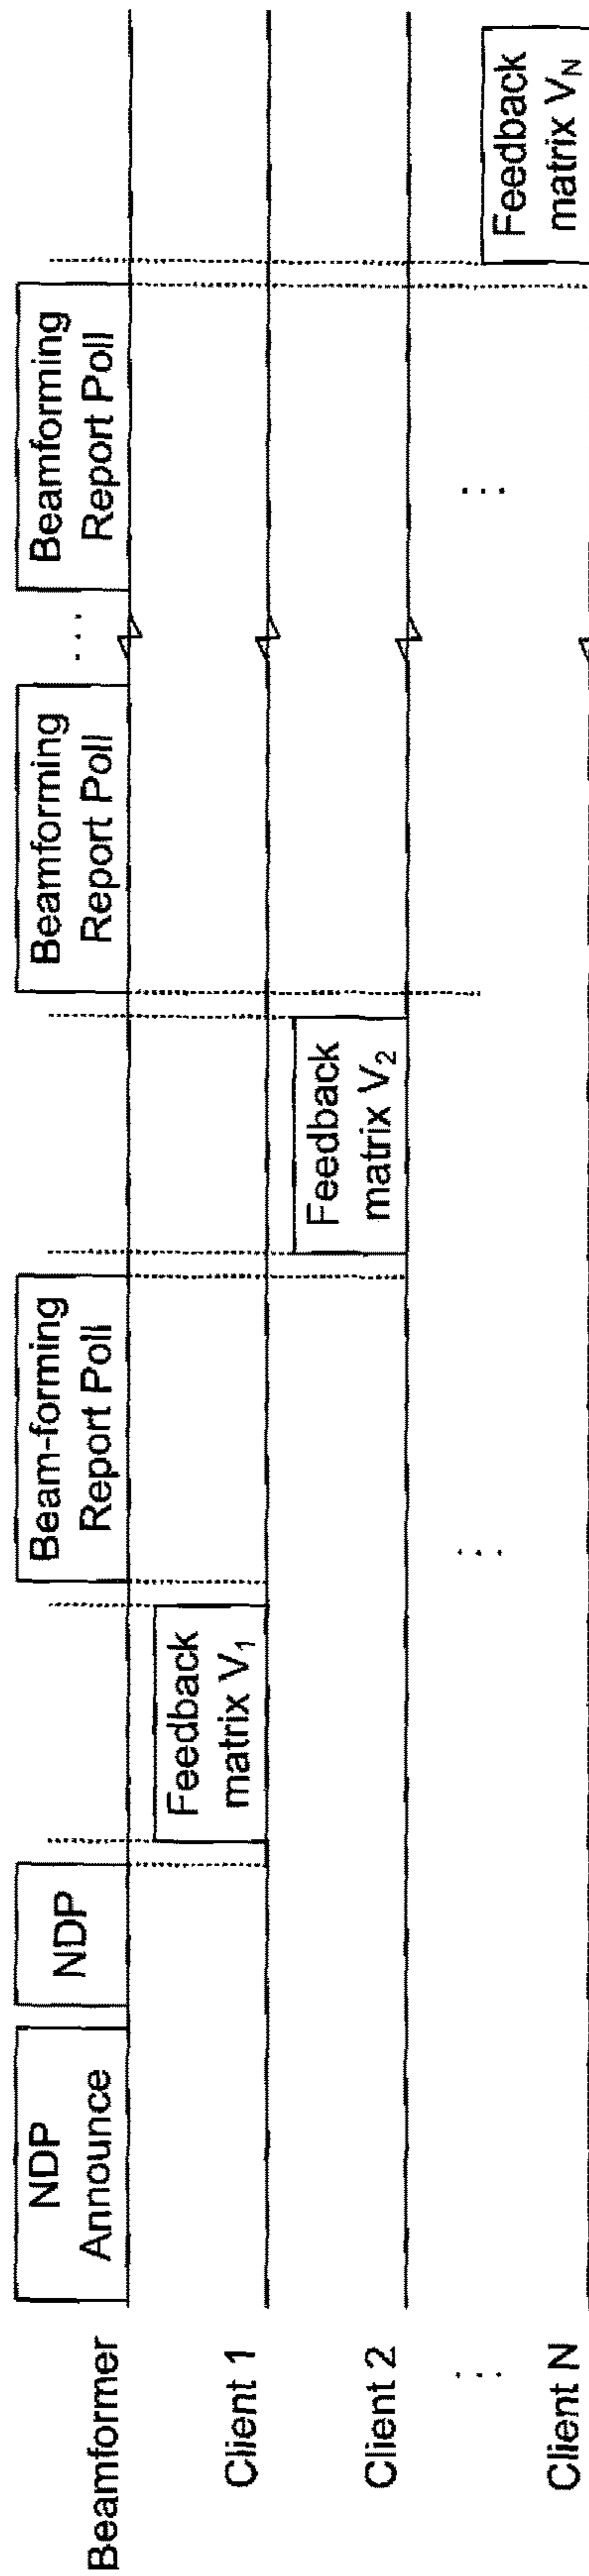 Beamformer
NDP
Announce
NDP
Beam-forming
Report Poll
Beamforming
Report Poll
...
Beamforming
Report Poll
Client 1
Feedback
matrix V₁
Client 2
Feedback
matrix V₂
...
...
...
Client N
Feedback
matrix V_N